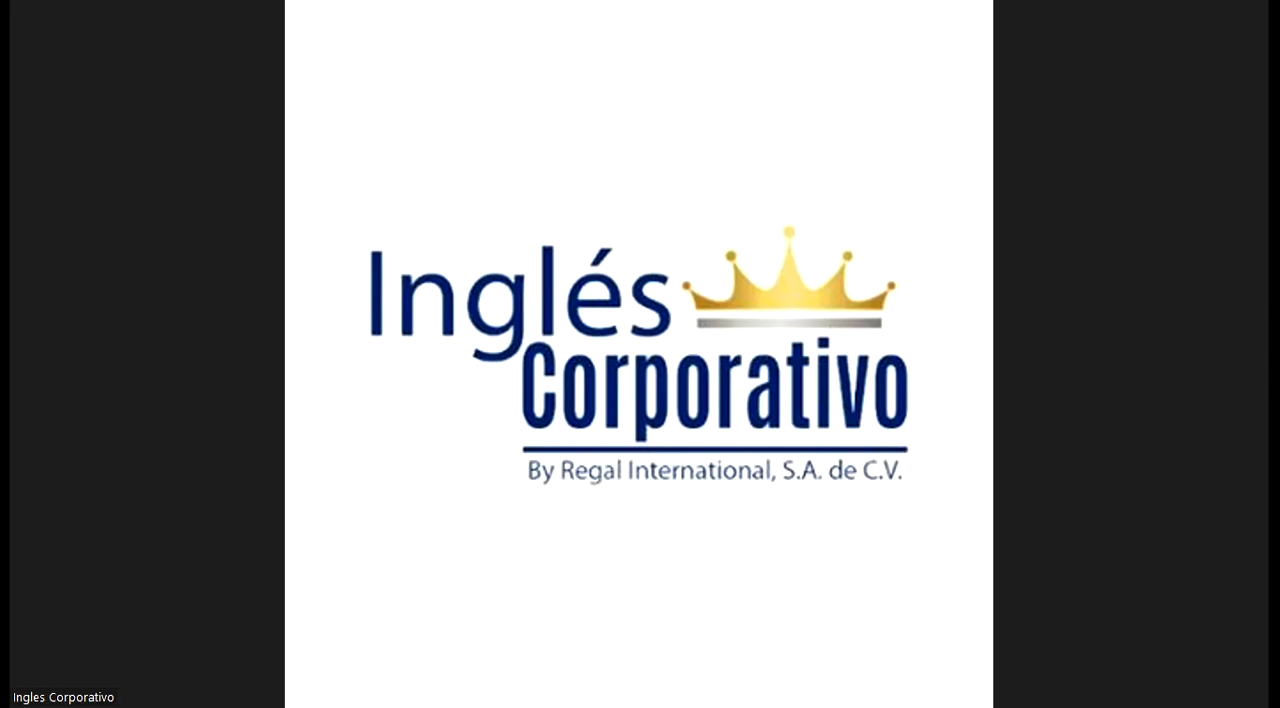 Inglés
Corporativo
By Regal International, S.A. de C.V.
Ingles Corporativo